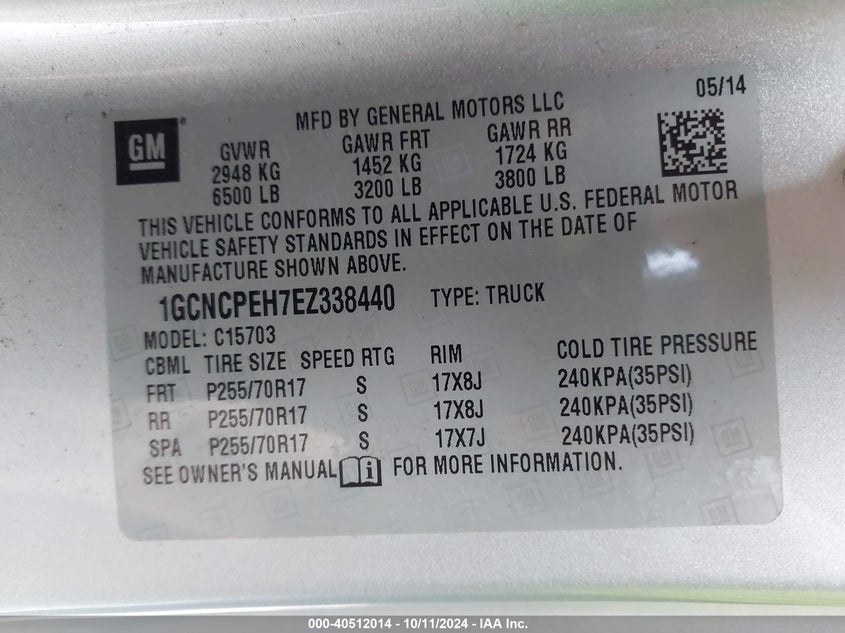 05/14
MFD BY GENERAL MOTORS LLC
GM®
GVWR GAWR FRT GAWR RR
2948 KG 1452 KG 1724 KG
6500 LB 3200 LB 3800 LB
THIS VEHICLE CONFORMS TO ALL APPLICABLE U.S. FEDERAL MOTOR
VEHICLE SAFETY STANDARDS IN EFFECT ON THE DATE OF
MANUFACTURE SHOWN ABOVE.
1GCNCPEH7EZ338440 TYPE: TRUCK
MODEL: C15703
CBML TIRE SIZE SPEED RTG RIM COLD TIRE PRESSURE
FRT P255/70R17 S 17X8J 240KPA(35PSI)
RR P255/70R17 S 17X8J 240KPA(35PSI)
SPA P255/70R17 S 17X7J 240KPA(35PSI)
SEE OWNER'S MANUAL i FOR MORE INFORMATION.
000-40512014 - 10/11/2024 - IAA Inc.